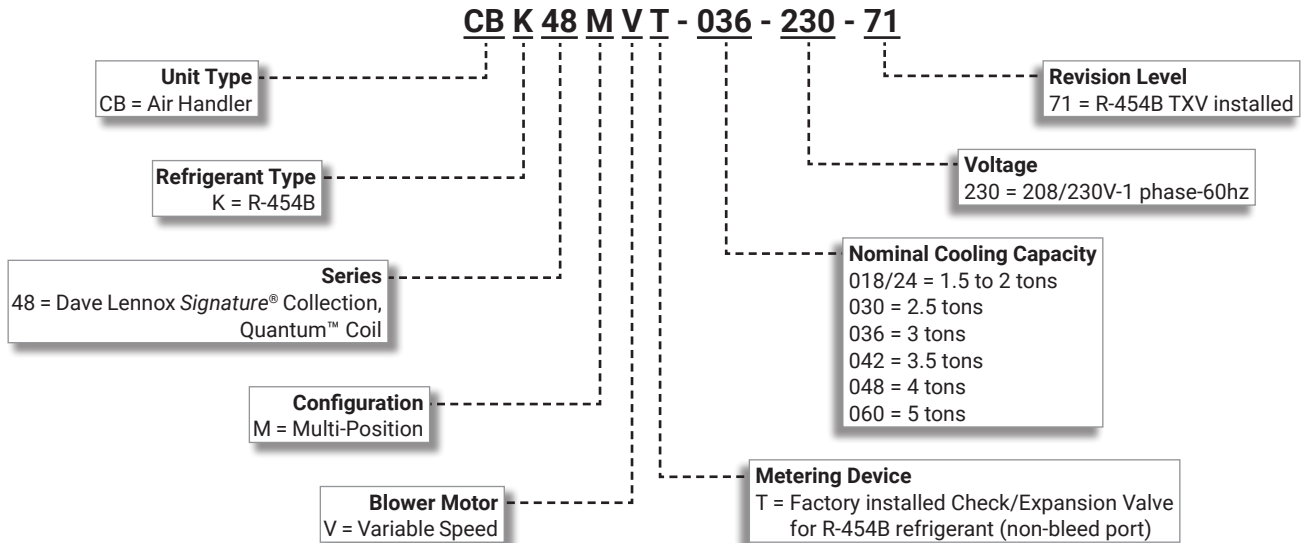 CB K 48 M V T - 036 - 230 - 71
Unit Type
CB = Air Handler
Refrigerant Type
K = R-454B
Series
48 = Dave Lennox Signature® Collection,
Quantum™ Coil
Configuration
M = Multi-Position
Blower Motor
V = Variable Speed
Revision Level
71 = R-454B TXV installed
Voltage
230 = 208/230V-1 phase-60hz
Nominal Cooling Capacity
018/24 = 1.5 to 2 tons
030 = 2.5 tons
036 = 3 tons
042 = 3.5 tons
048 = 4 tons
060 = 5 tons
Metering Device
T = Factory installed Check/Expansion Valve
for R-454B refrigerant (non-bleed port)